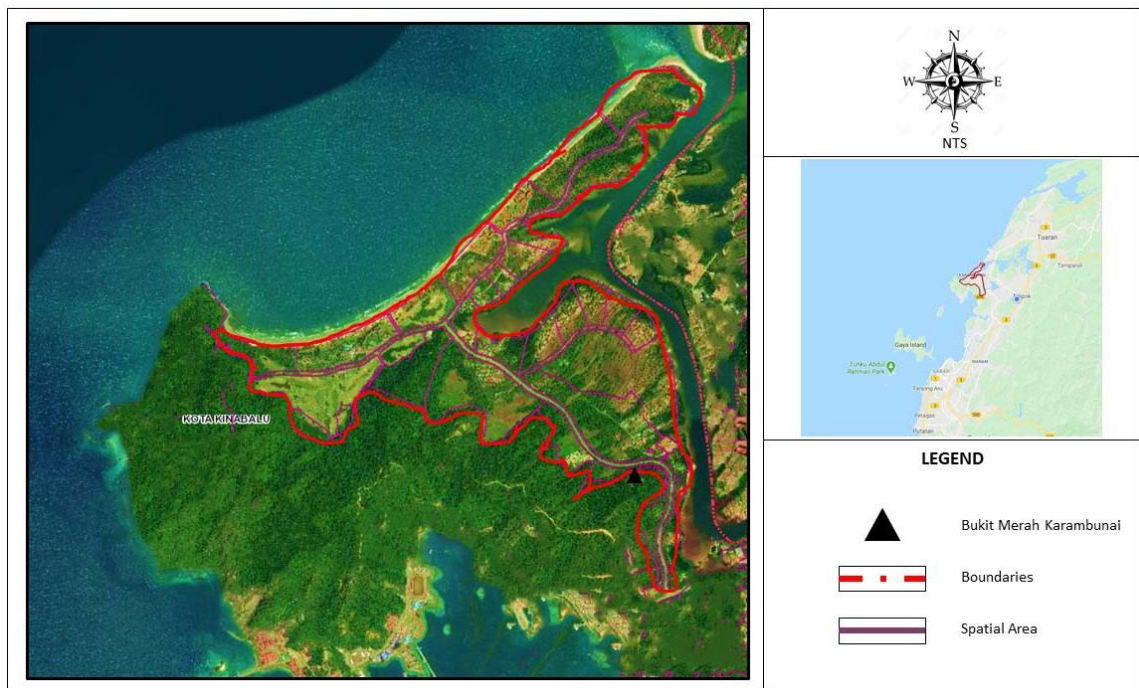 KOTA KINABALU
N
W
E
S
NTS
Tuaran
Gaya Island
Tunku Abdul
Rahman Park
Tanjung Aru
Petagas
Putatan
LEGEND
Bukit Merah Karambunai
Boundaries
Spatial Area